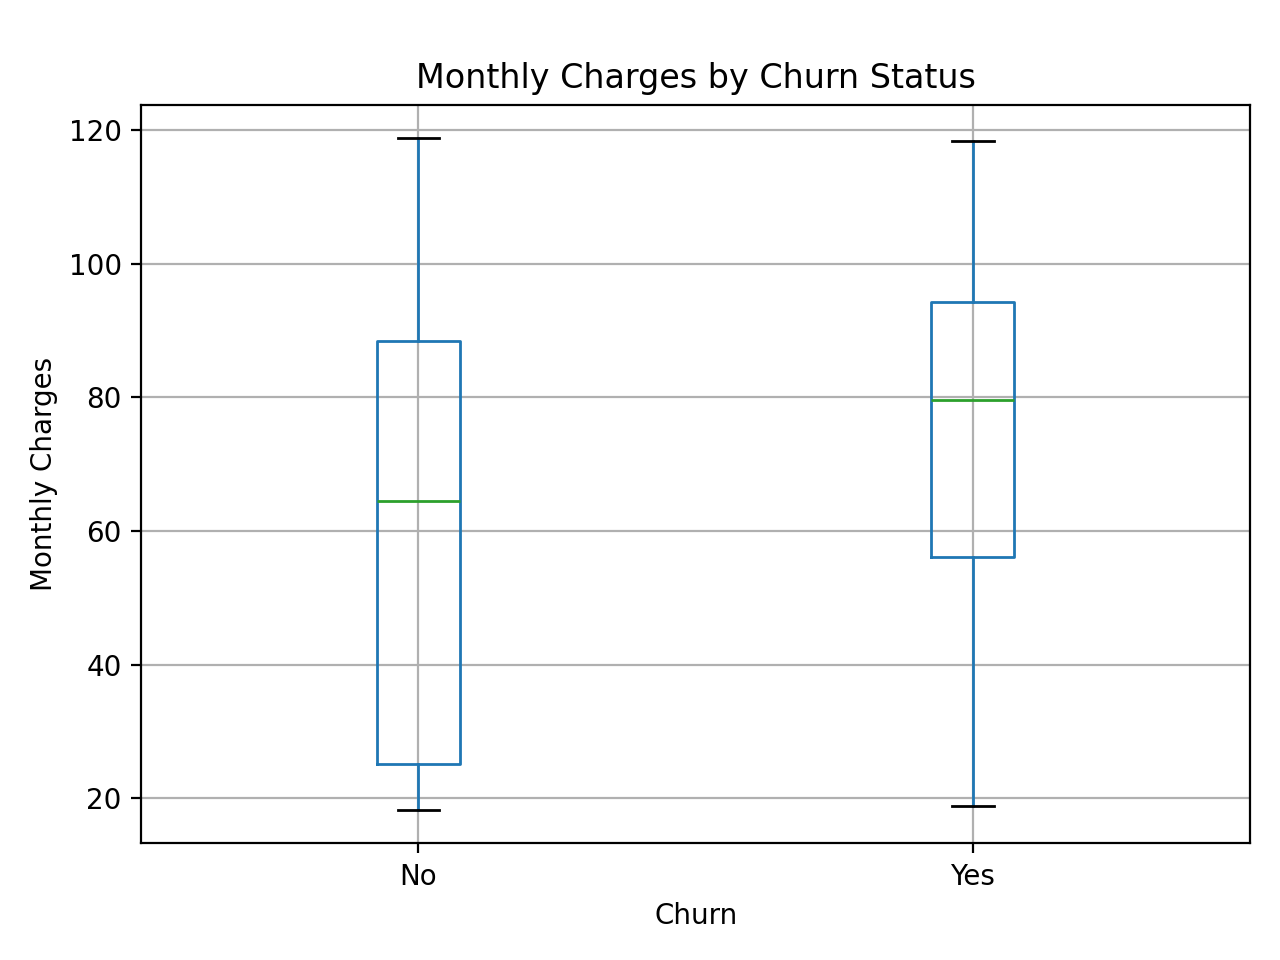 Monthly Charges by Churn Status
Monthly Charges
120
100
80
60
40
20
No
Yes
Churn